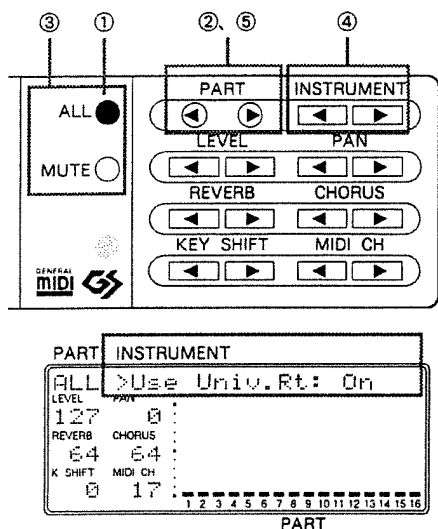 ③ ① ②、⑤ ④
ALL
MUTE
PART INSTRUMENT
LEVEL PAN
REVERB CHORUS
KEY SHIFT MIDI CH
GENERAL
MIDI GS
PART INSTRUMENT
ALL >Use Univ.Rt: On
LEVEL PAN
127 0
REVERB CHORUS
64 64
K SHIFT MIDI CH
0 17
1 2 3 4 5 6 7 8 9 10 11 12 13 14 15 16
PART